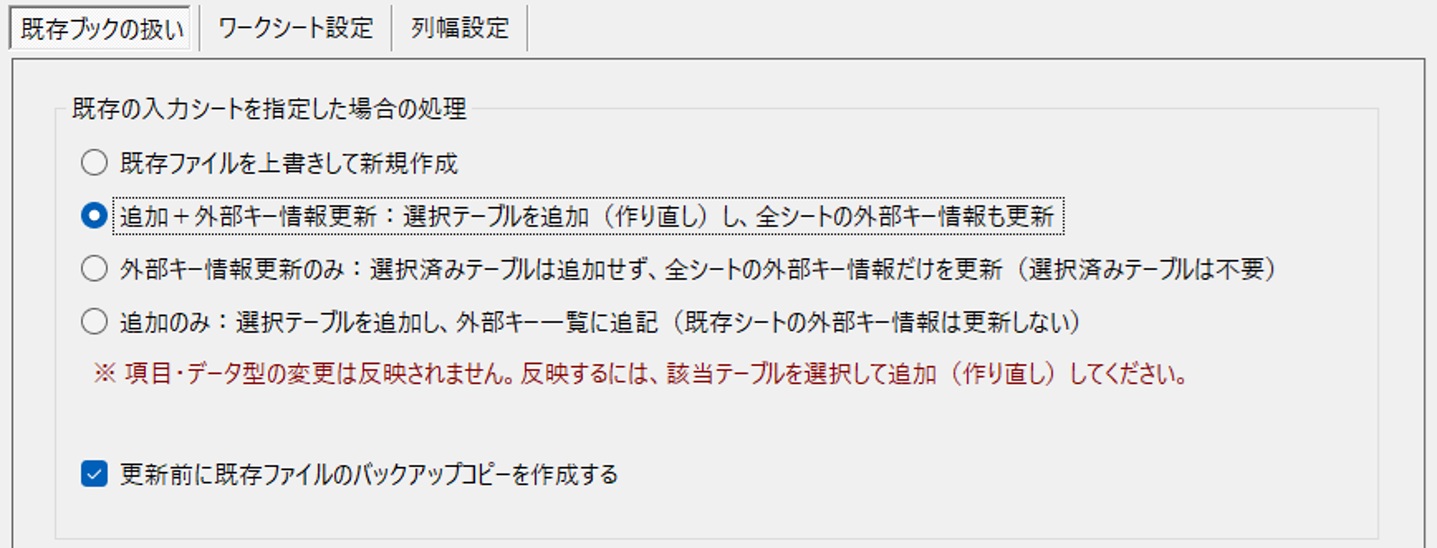 既存ブックの扱い ワークシート設定 列幅設定
既存の入力シートを指定した場合の処理
既存ファイルを上書きして新規作成
追加＋外部キー情報更新：選択テーブルを追加（作り直し）し、全シートの外部キー情報も更新
外部キー情報更新のみ：選択済みテーブルは追加せず、全シートの外部キー情報だけを更新（選択済みテーブルは不要）
追加のみ：選択テーブルを追加し、外部キー一覧に追記（既存シートの外部キー情報は更新しない）
※ 項目・データ型の変更は反映されません。反映するには、該当テーブルを選択して追加（作り直し）してください。
更新前に既存ファイルのバックアップコピーを作成する